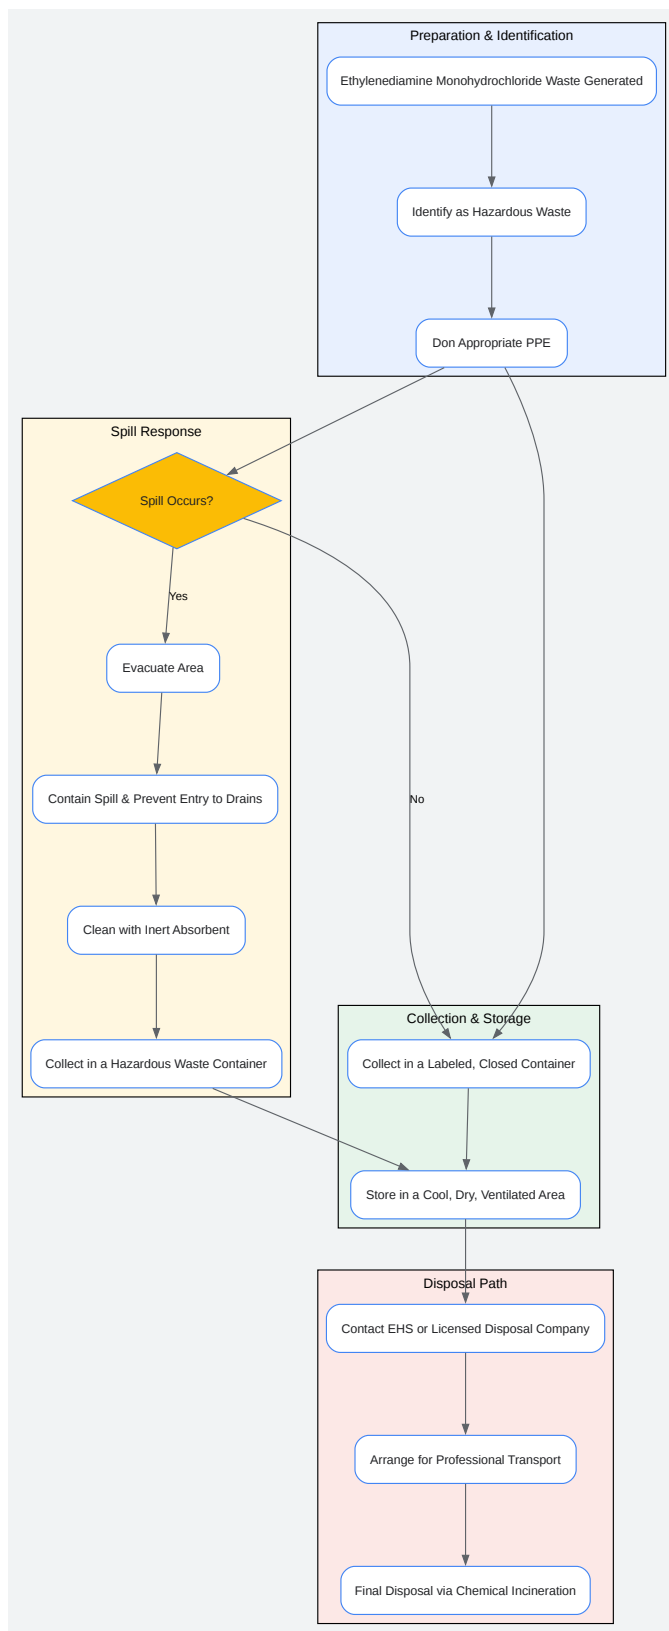 Preparation & Identification
Ethylenediamine Monohydrochloride Waste Generated
Identify as Hazardous Waste
Don Appropriate PPE
Spill Response
Spill Occurs?
Yes
Evacuate Area
Contain Spill & Prevent Entry to Drains
No
Clean with Inert Absorbent
Collect in a Hazardous Waste Container
Collection & Storage
Collect in a Labeled, Closed Container
Store in a Cool, Dry, Ventilated Area
Disposal Path
Contact EHS or Licensed Disposal Company
Arrange for Professional Transport
Final Disposal via Chemical Incineration